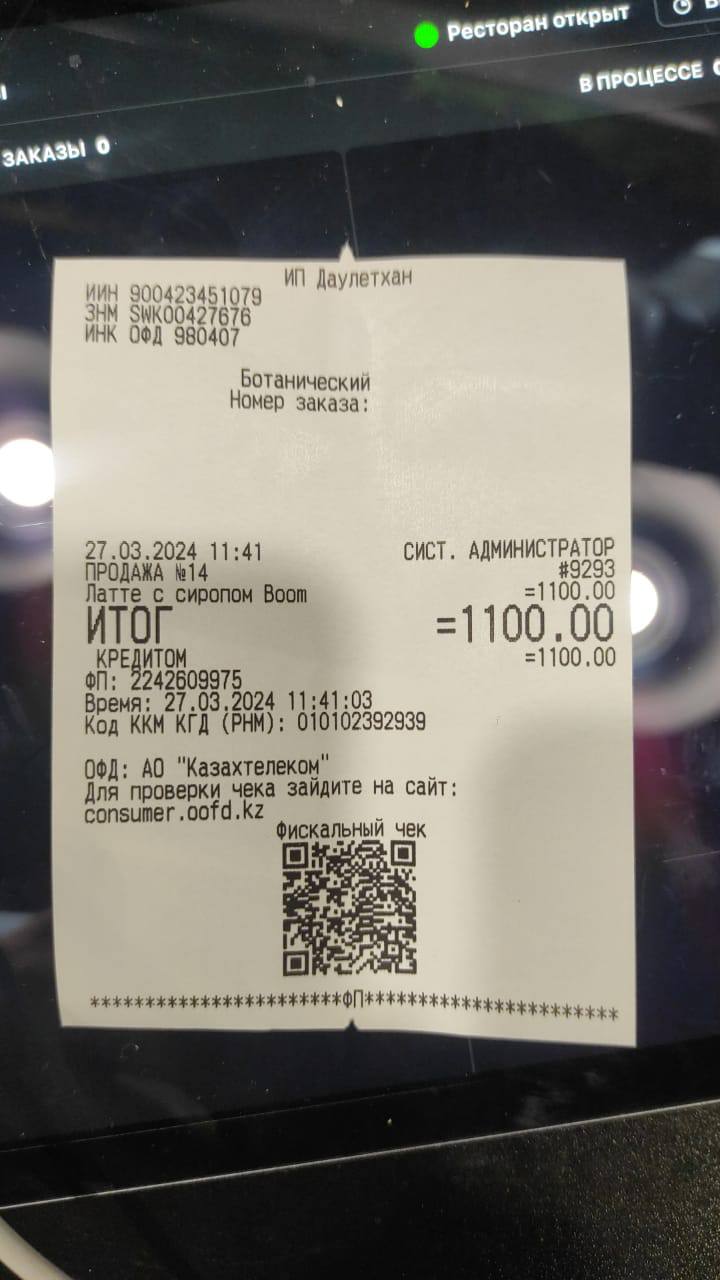 Ресторан открыт
В ПРОЦЕССЕ
ЗАКАЗЫ 0
ИП Даулетхан
ИИН 900423451079
ЗНМ SWK00427676
ИНК ОФД 980407
Ботанический
Номер заказа:
27.03.2024 11:41 СИСТ. АДМИНИСТРАТОР
ПРОДАЖА №14 #9293
Латте с сиропом Boom =1100.00
ИТОГ =1100.00
КРЕДИТОМ =1100.00
ФП: 2242609975
Время: 27.03.2024 11:41:03
Код ККМ КГД (РНМ): 010102392939
ОФД: АО "Казахтелеком"
Для проверки чека зайдите на сайт:
consumer.oofd.kz
Фискальный чек
***********************ФП***********************